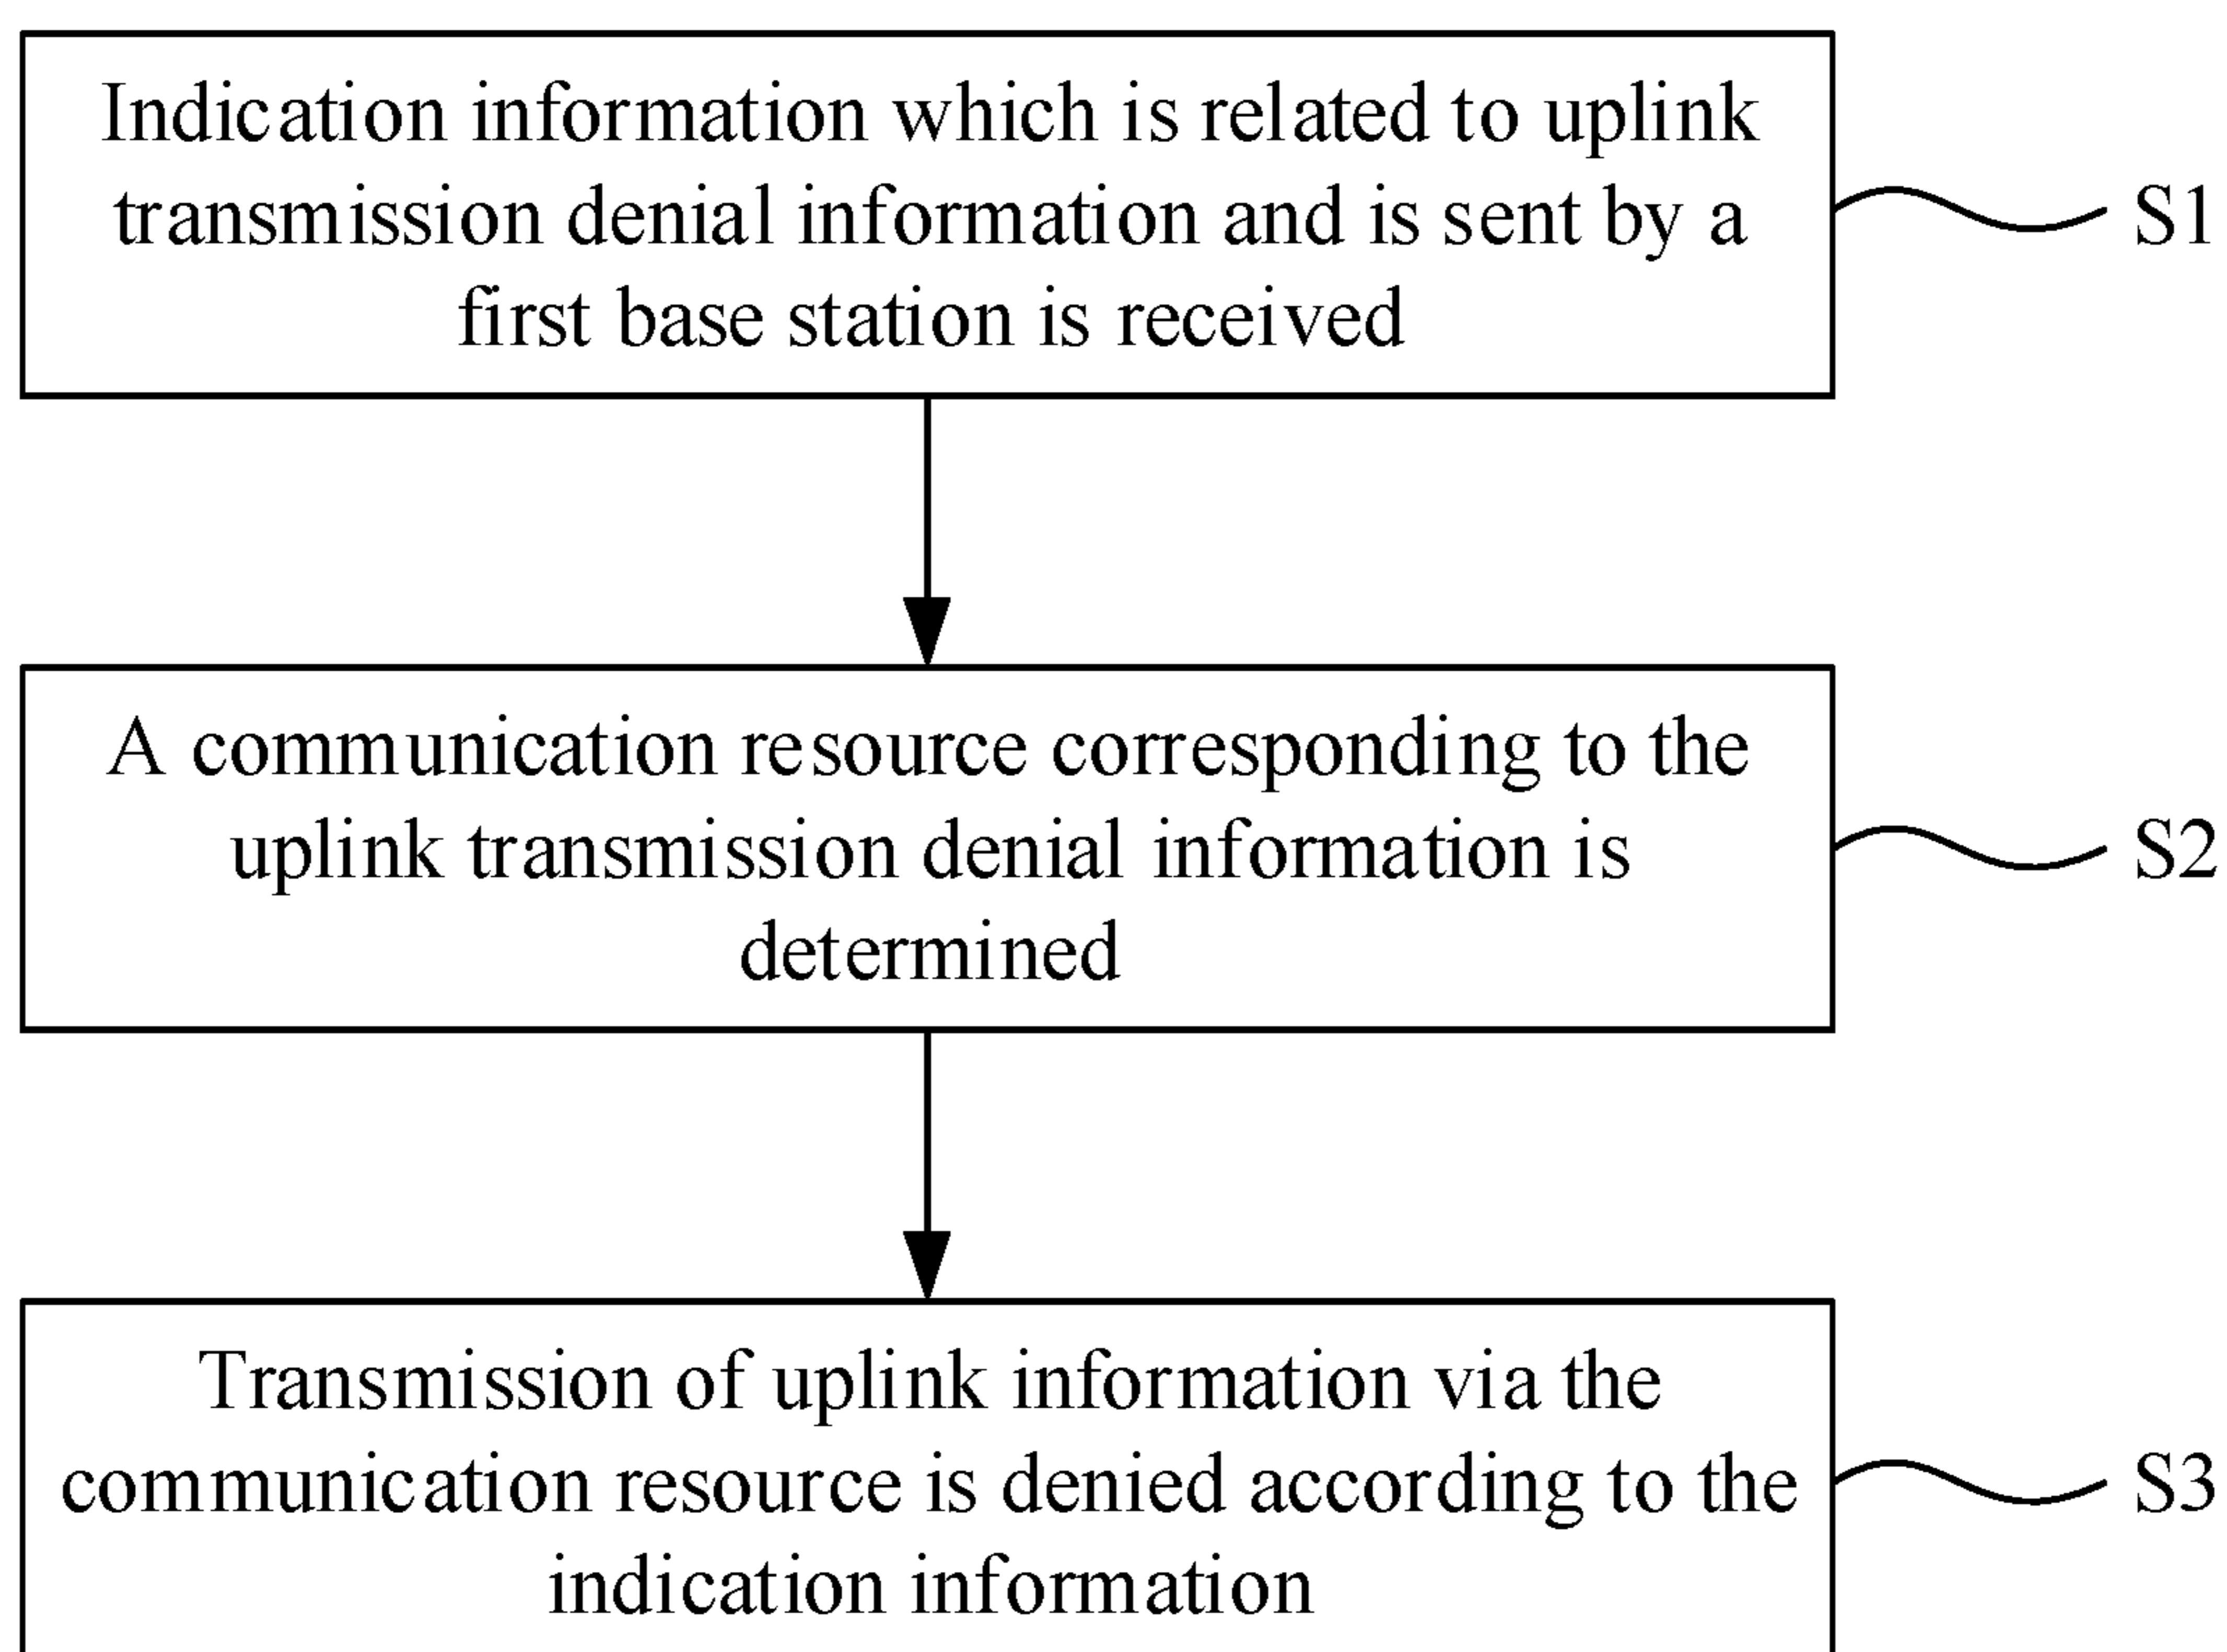 Indication information which is related to uplink
transmission denial information and is sent by a
first base station is received
S1
A communication resource corresponding to the
uplink transmission denial information is
determined
S2
Transmission of uplink information via the
communication resource is denied according to the
indication information
S3